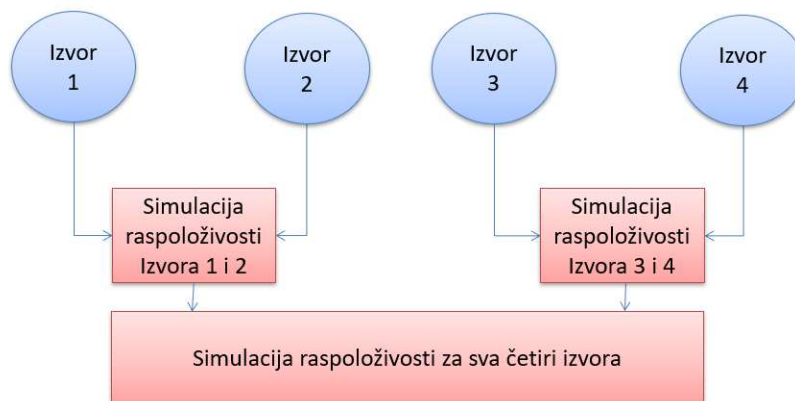 Izvor
1
Izvor
2
Izvor
3
Izvor
4
Simulacija
raspoloživosti
Izvora 1 i 2
Simulacija
raspoloživosti
Izvora 3 i 4
Simulacija raspoloživosti za sva četiri izvora